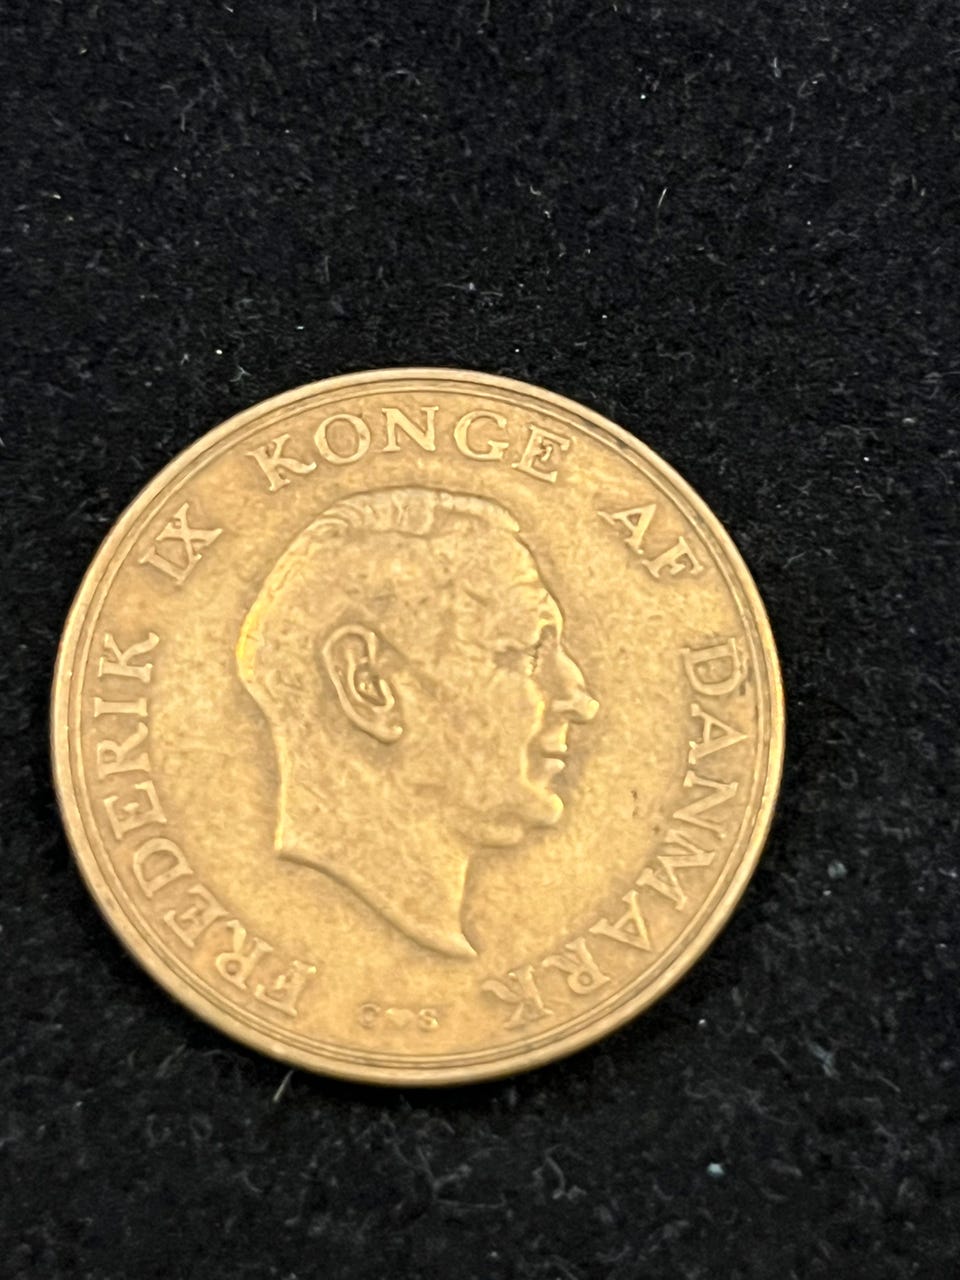 FREDERIK IX KONGE AF DANMARK
C♥S